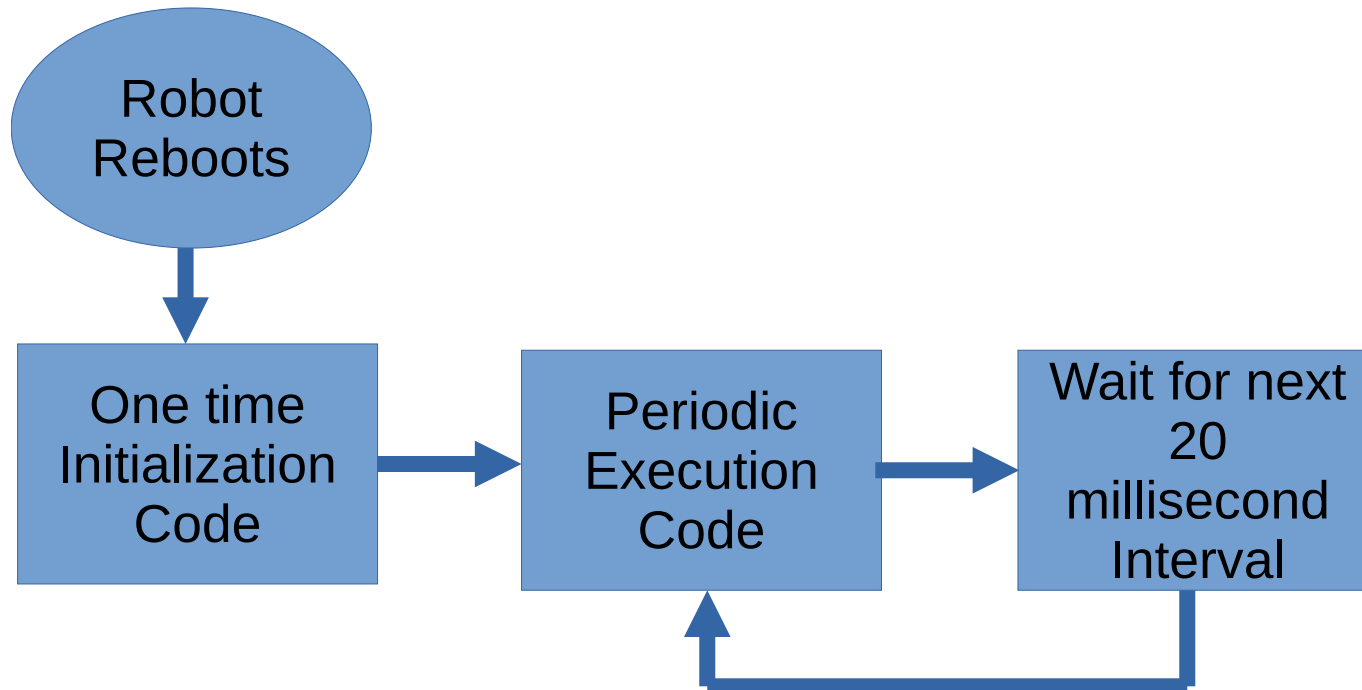 Robot
Reboots
One time
Initialization
Code
Periodic
Execution
Code
Wait for next
20
millisecond
Interval